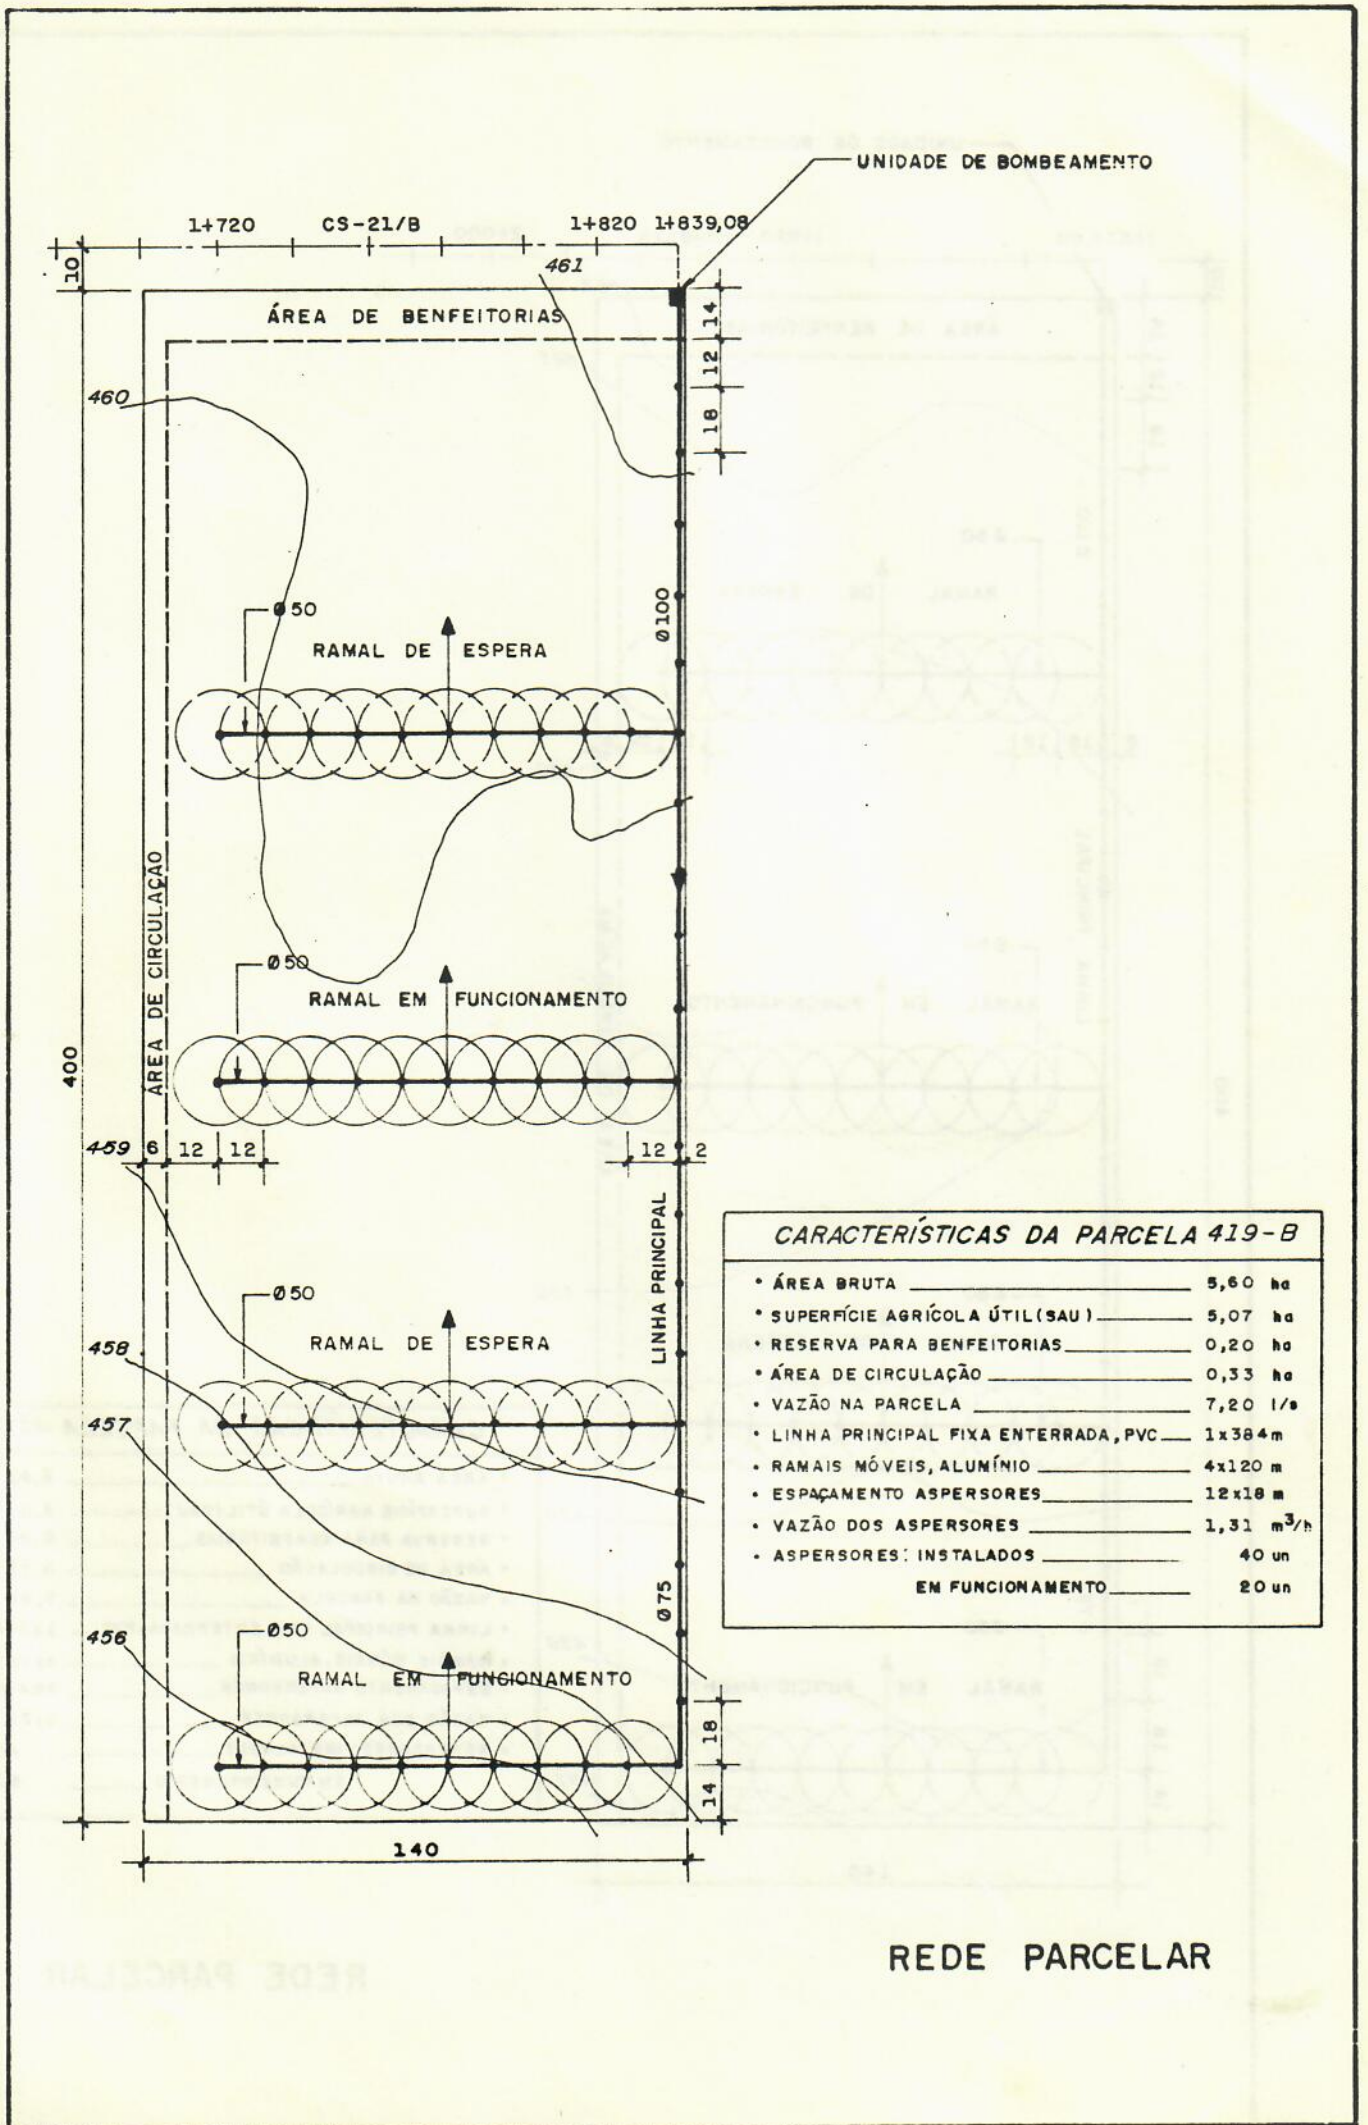 UNIDADE DE BOMBEAMENTO
1+720 CS-21/B 1+820 1+839,08
10
461
ÁREA DE BENFEITORIAS
14
12
18
460
Ø50
Ø100
RAMAL DE ESPERA
ÁREA DE CIRCULAÇÃO
Ø50
RAMAL EM FUNCIONAMENTO
400
459
6 12 12 12 2
LINHA PRINCIPAL
Ø50
RAMAL DE ESPERA
458
457
CARACTERÍSTICAS DA PARCELA 419-B
• ÁREA BRUTA 5,60 ha
• SUPERFÍCIE AGRÍCOLA ÚTIL(SAU) 5,07 ha
• RESERVA PARA BENFEITORIAS 0,20 ha
• ÁREA DE CIRCULAÇÃO 0,33 ha
• VAZÃO NA PARCELA 7,20 l/s
• LINHA PRINCIPAL FIXA ENTERRADA, PVC 1x384m
• RAMAIS MÓVEIS, ALUMÍNIO 4x120 m
• ESPAÇAMENTO ASPERSORES 12x18 m
• VAZÃO DOS ASPERSORES 1,31 m³/h
• ASPERSORES: INSTALADOS 40 un
EM FUNCIONAMENTO 20 un
Ø75
456
Ø50
RAMAL EM FUNCIONAMENTO
18
14
140
REDE PARCELAR